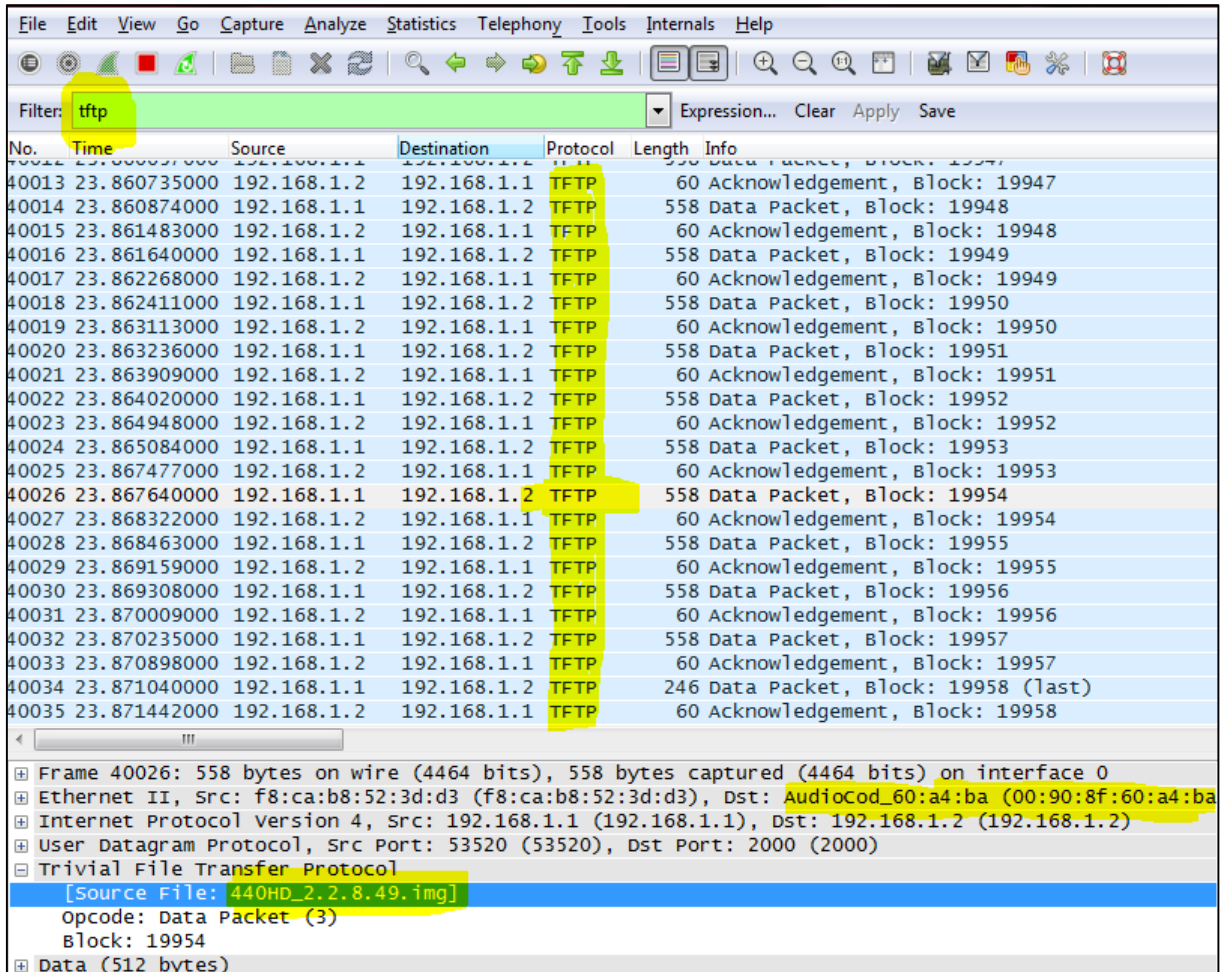 File Edit View Go Capture Analyze Statistics Telephony Tools Internals Help
Filter: tftp Expression... Clear Apply Save
No. Time Source Destination Protocol Length Info
40013 23.860735000 192.168.1.2 192.168.1.1 TFTP 60 Acknowledgement, Block: 19947
40014 23.860874000 192.168.1.1 192.168.1.2 TFTP 558 Data Packet, Block: 19948
40015 23.861483000 192.168.1.2 192.168.1.1 TFTP 60 Acknowledgement, Block: 19948
40016 23.861640000 192.168.1.1 192.168.1.2 TFTP 558 Data Packet, Block: 19949
40017 23.862268000 192.168.1.2 192.168.1.1 TFTP 60 Acknowledgement, Block: 19949
40018 23.862411000 192.168.1.1 192.168.1.2 TFTP 558 Data Packet, Block: 19950
40019 23.863113000 192.168.1.2 192.168.1.1 TFTP 60 Acknowledgement, Block: 19950
40020 23.863236000 192.168.1.1 192.168.1.2 TFTP 558 Data Packet, Block: 19951
40021 23.863909000 192.168.1.2 192.168.1.1 TFTP 60 Acknowledgement, Block: 19951
40022 23.864020000 192.168.1.1 192.168.1.2 TFTP 558 Data Packet, Block: 19952
40023 23.864948000 192.168.1.2 192.168.1.1 TFTP 60 Acknowledgement, Block: 19952
40024 23.865084000 192.168.1.1 192.168.1.2 TFTP 558 Data Packet, Block: 19953
40025 23.867477000 192.168.1.2 192.168.1.1 TFTP 60 Acknowledgement, Block: 19953
40026 23.867640000 192.168.1.1 192.168.1.2 TFTP 558 Data Packet, Block: 19954
40027 23.868322000 192.168.1.2 192.168.1.1 TFTP 60 Acknowledgement, Block: 19954
40028 23.868463000 192.168.1.1 192.168.1.2 TFTP 558 Data Packet, Block: 19955
40029 23.869159000 192.168.1.2 192.168.1.1 TFTP 60 Acknowledgement, Block: 19955
40030 23.869308000 192.168.1.1 192.168.1.2 TFTP 558 Data Packet, Block: 19956
40031 23.870009000 192.168.1.2 192.168.1.1 TFTP 60 Acknowledgement, Block: 19956
40032 23.870235000 192.168.1.1 192.168.1.2 TFTP 558 Data Packet, Block: 19957
40033 23.870898000 192.168.1.2 192.168.1.1 TFTP 60 Acknowledgement, Block: 19957
40034 23.871040000 192.168.1.1 192.168.1.2 TFTP 246 Data Packet, Block: 19958 (last)
40035 23.871442000 192.168.1.2 192.168.1.1 TFTP 60 Acknowledgement, Block: 19958
Frame 40026: 558 bytes on wire (4464 bits), 558 bytes captured (4464 bits) on interface 0
Ethernet II, Src: f8:ca:b8:52:3d:d3 (f8:ca:b8:52:3d:d3), Dst: AudioCod_60:a4:ba (00:90:8f:60:a4:ba
Internet Protocol Version 4, Src: 192.168.1.1 (192.168.1.1), Dst: 192.168.1.2 (192.168.1.2)
User Datagram Protocol, Src Port: 53520 (53520), Dst Port: 2000 (2000)
Trivial File Transfer Protocol
[Source File: 440HD_2.2.8.49.img]
Opcode: Data Packet (3)
Block: 19954
Data (512 bytes)